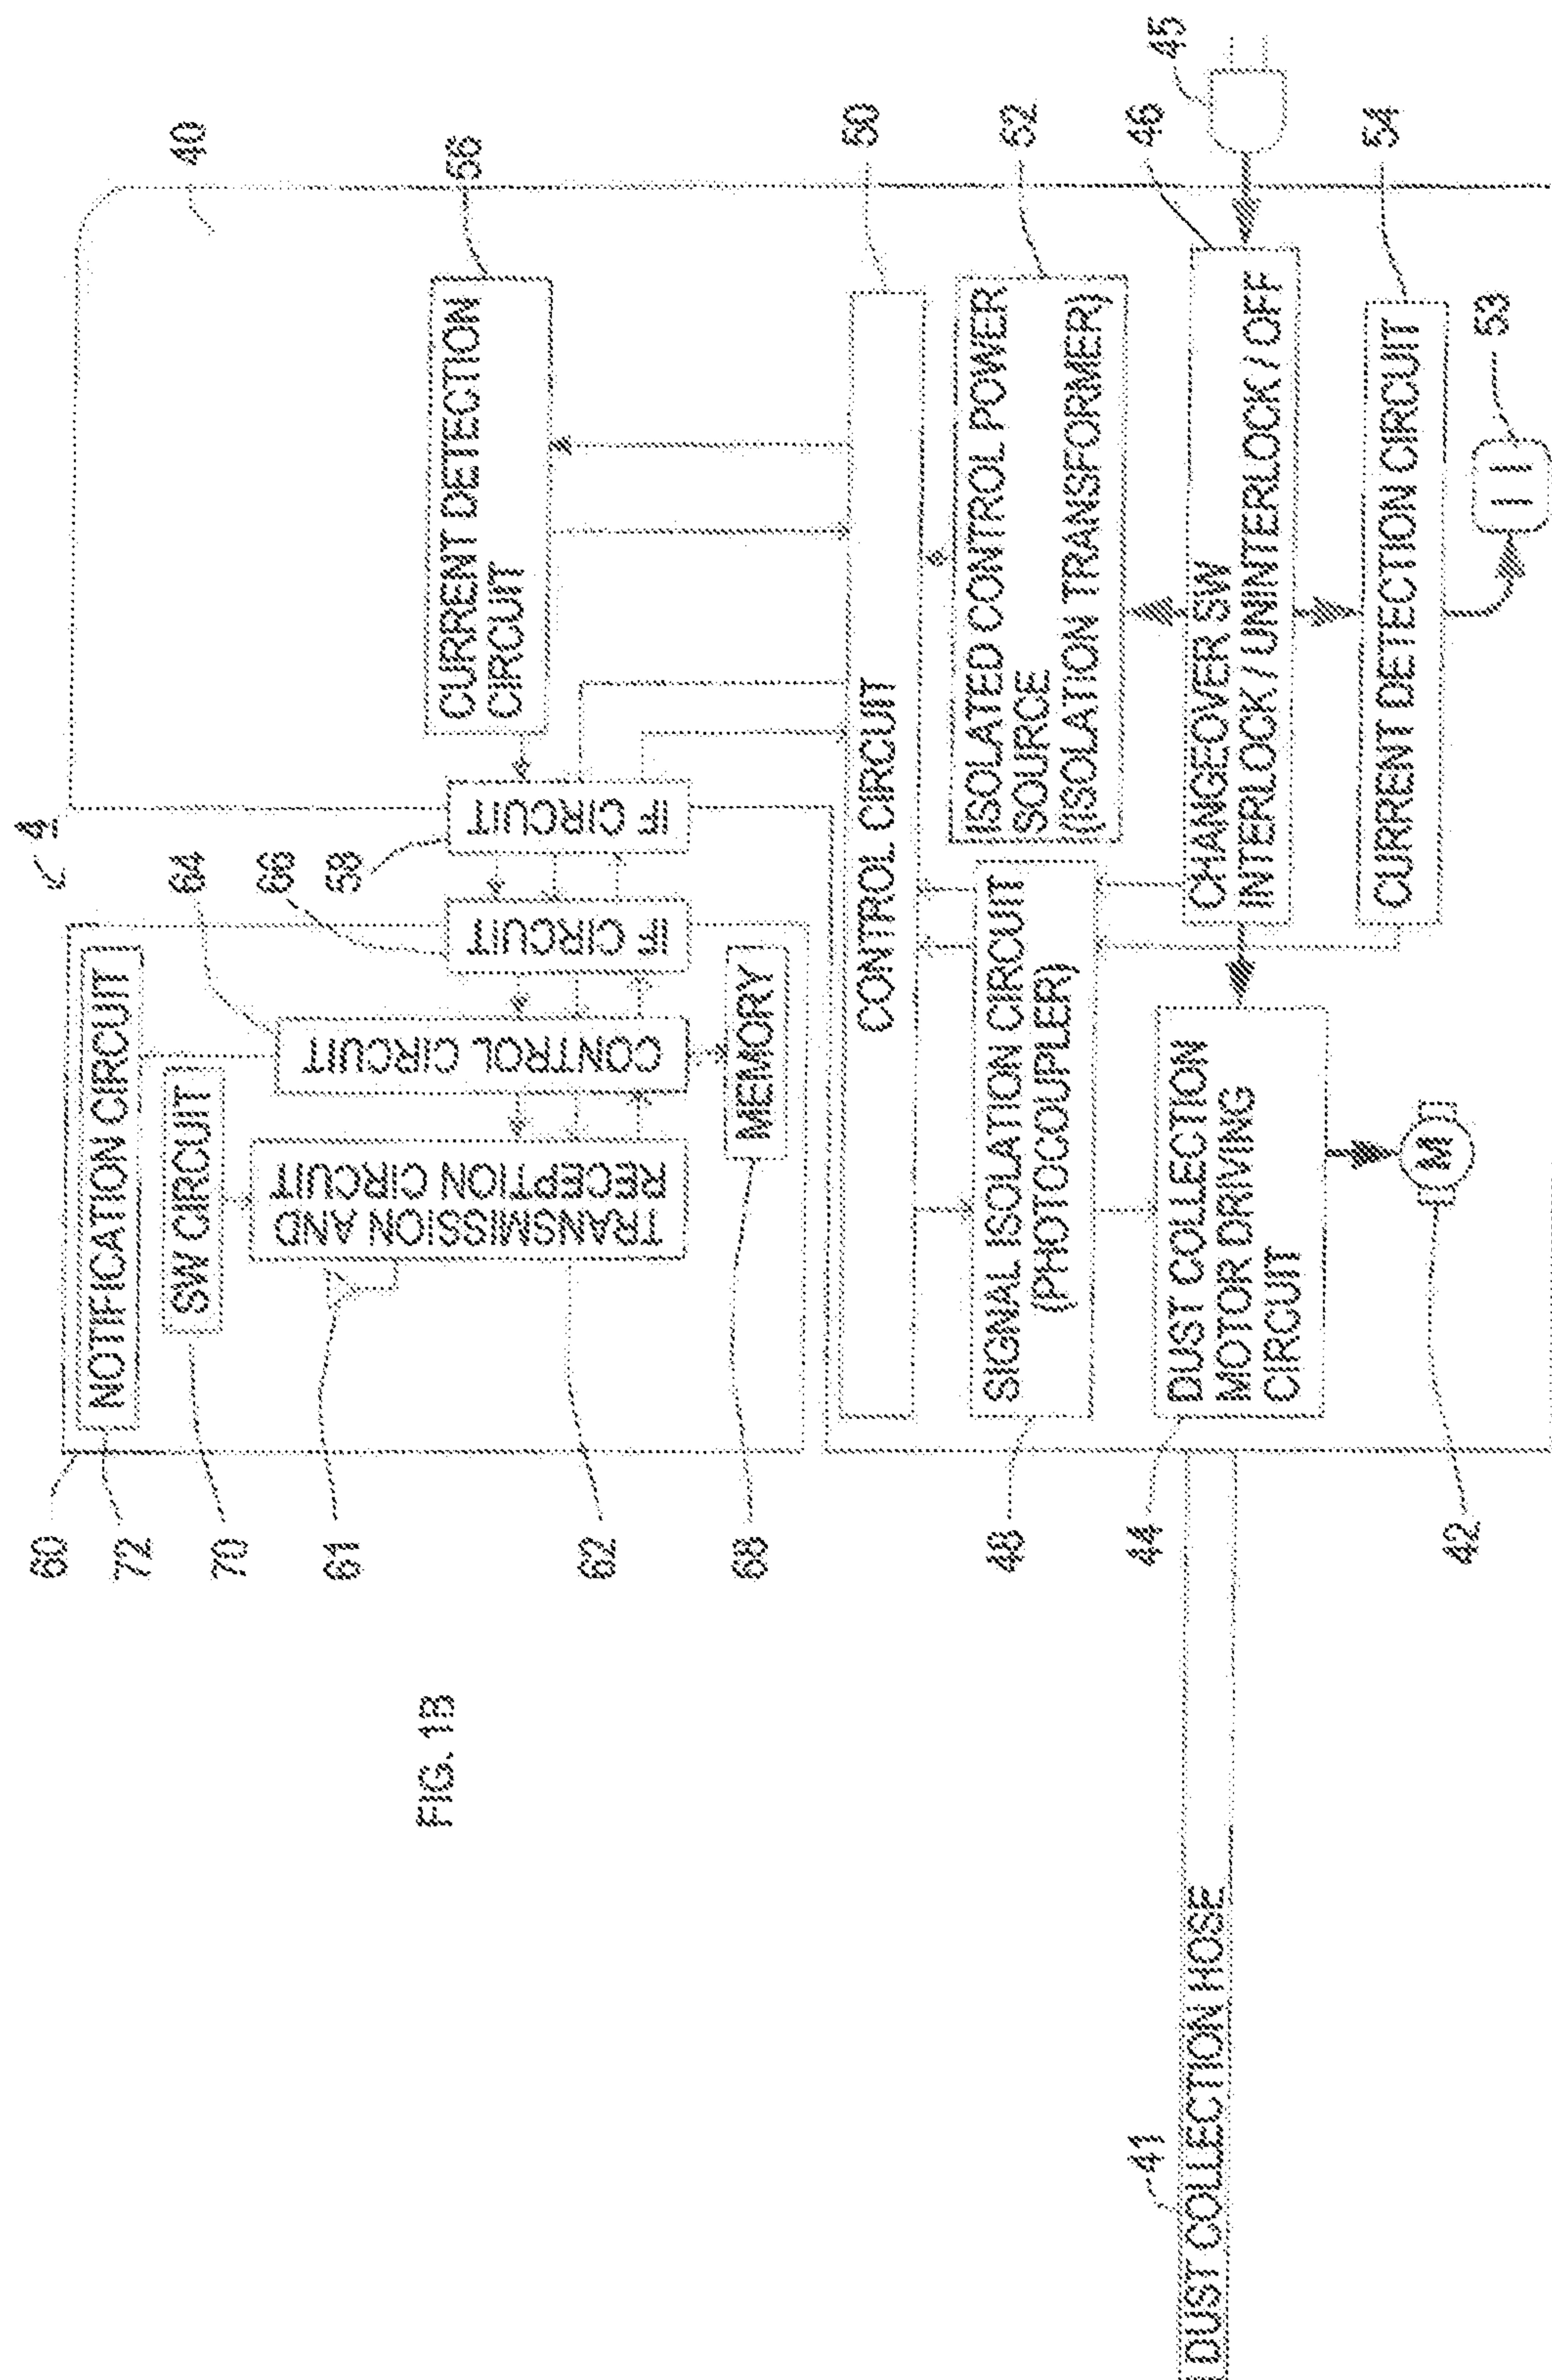 FIG. 1B
4
40
60
72
NOTIFICATION CIRCUIT
70
SW CIRCUIT
64
66
58
61
62
TRANSMISSION AND
RECEPTION CIRCUIT
CONTROL CIRCUIT
IF CIRCUIT
IF CIRCUIT
56
CURRENT DETECTION
CIRCUIT
68
MEMORY
50
CONTROL CIRCUIT
48
SIGNAL ISOLATION CIRCUIT
(PHOTOCOUPLER)
52
ISOLATED CONTROL POWER
SOURCE
(ISOLATION TRANSFORMER)
44
DUST COLLECTION
MOTOR DRIVING
CIRCUIT
46
CHANGEOVER SW
INTERLOCK / UNINTERLOCK / OFF
45
54
CURRENT DETECTION CIRCUIT
53
42
M
41
DUST COLLECTION HOSE